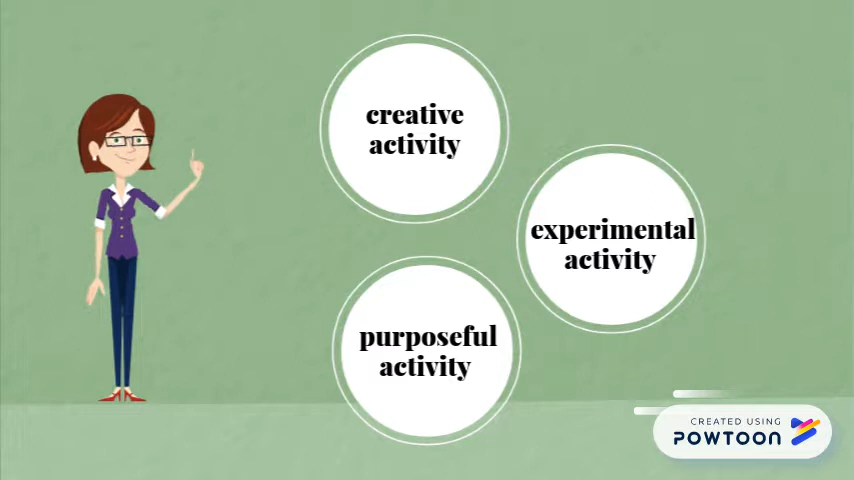 creative
activity
experimental
activity
purposeful
activity
CREATED USING
POWTOON